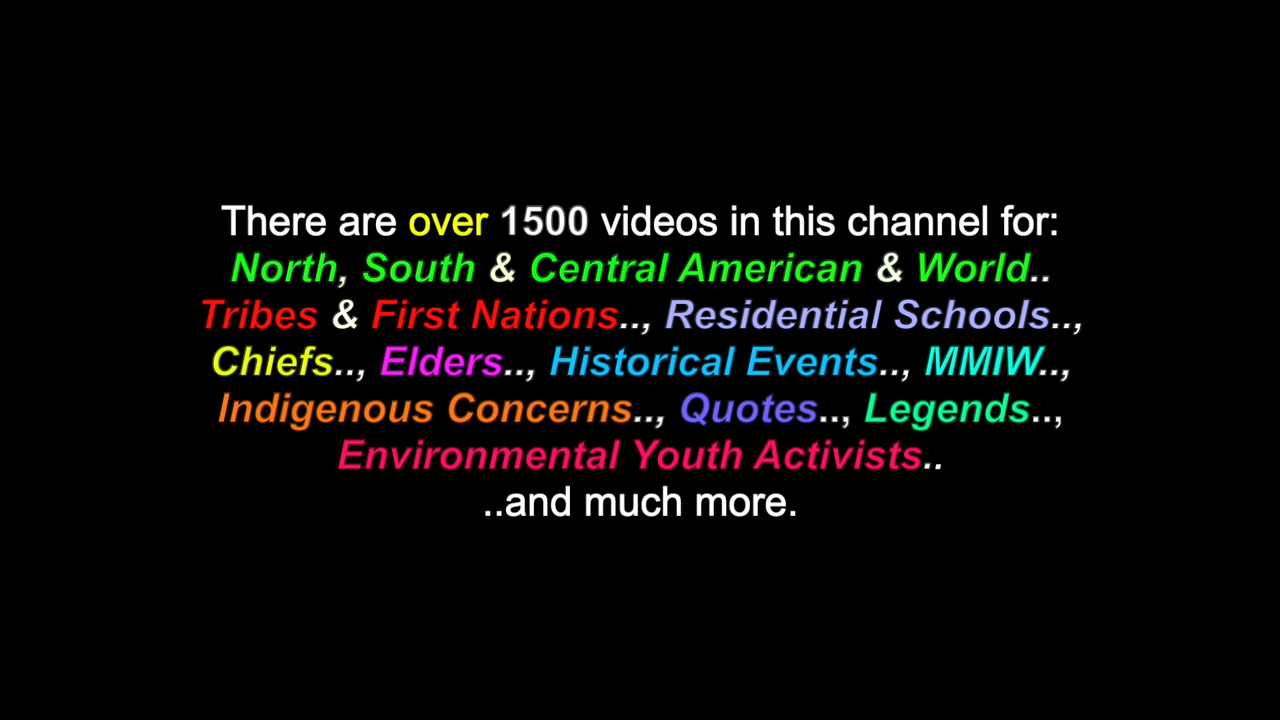 There are over 1500 videos in this channel for:
North, South & Central American & World..
Tribes & First Nations.., Residential Schools..,
Chiefs.., Elders.., Historical Events.., MMIW..,
Indigenous Concerns.., Quotes.., Legends..,
Environmental Youth Activists..
..and much more.